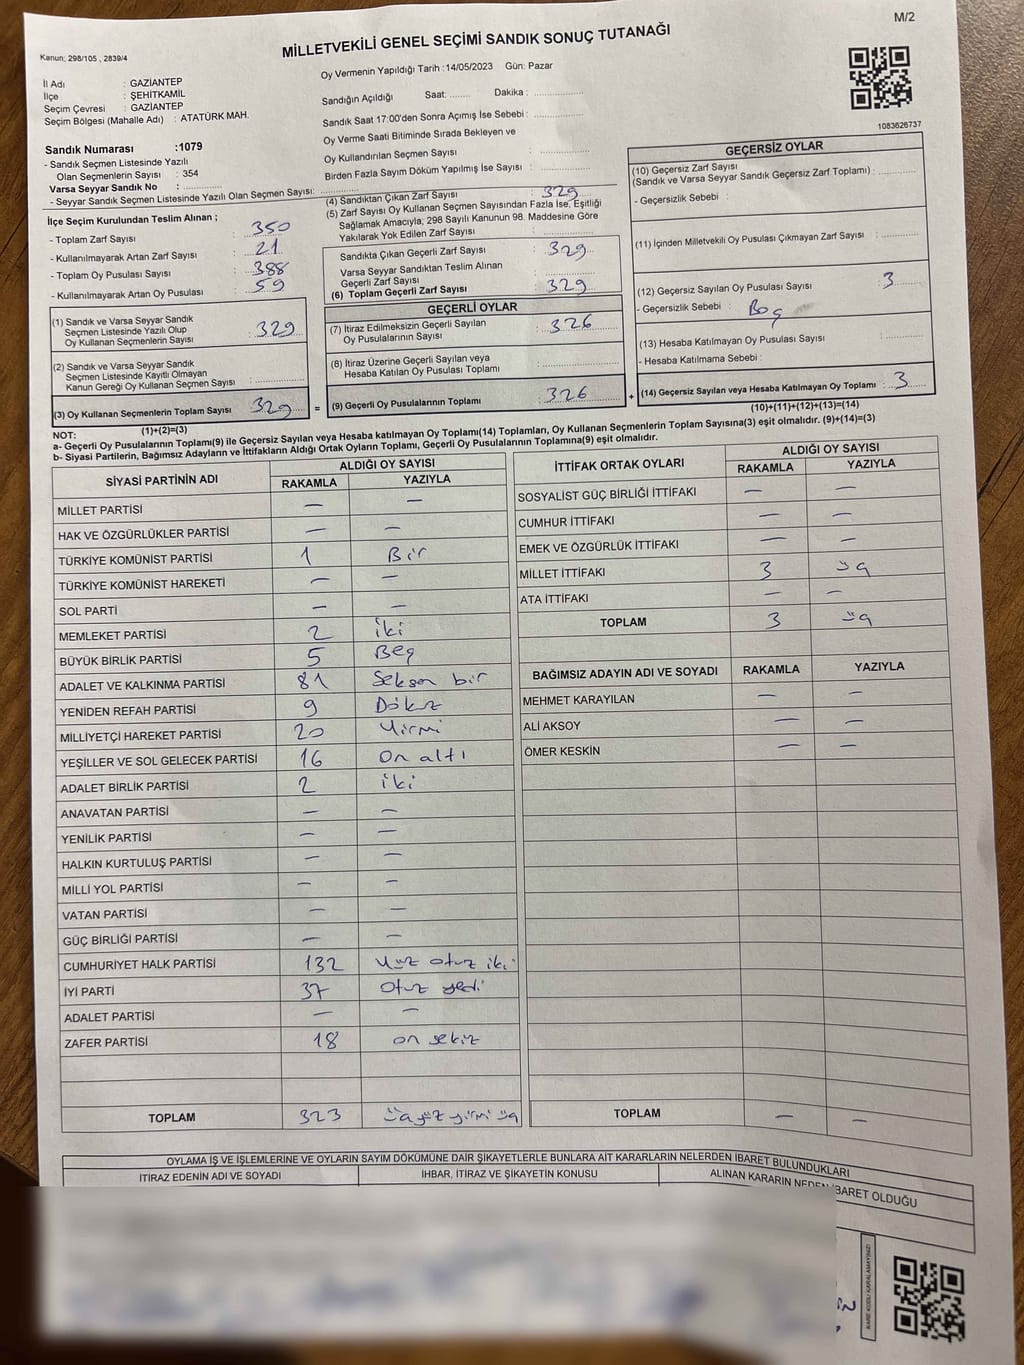 M/2
MİLLETVEKİLİ GENEL SEÇİMİ SANDIK SONUÇ TUTANAĞI
Kanun; 298/105 , 2839/4
İl Adı : GAZİANTEP
İlçe : ŞEHİTKAMİL
Seçim Çevresi : GAZİANTEP
Seçim Bölgesi (Mahalle Adı) : ATATÜRK MAH.
Sandık Numarası :1079
- Sandık Seçmen Listesinde Yazılı
Olan Seçmenlerin Sayısı : 354
Varsa Seyyar Sandık No :
- Seyyar Sandık Seçmen Listesinde Yazılı Olan Seçmen Sayısı:
Oy Vermenin Yapıldığı Tarih :14/05/2023 Gün: Pazar
Sandığın Açıldığı Saat: Dakika :
Sandık Saat 17:00'den Sonra Açımış İse Sebebi :
Oy Verme Saati Bitiminde Sırada Bekleyen ve
Oy Kullandırılan Seçmen Sayısı :
Birden Fazla Sayım Döküm Yapılmış İse Sayısı :
1083626737
İlçe Seçim Kurulundan Teslim Alınan ;
- Toplam Zarf Sayısı : 350
- Kullanılmayarak Artan Zarf Sayısı : 21
- Toplam Oy Pusulası Sayısı : 388
- Kullanılmayarak Artan Oy Pusulası : 59
(1) Sandık ve Varsa Seyyar Sandık
Seçmen Listesinde Yazılı Olup
Oy Kullanan Seçmenlerin Sayısı : 329
(2) Sandık ve Varsa Seyyar Sandık
Seçmen Listesinde Kayıtlı Olmayan
Kanun Gereği Oy Kullanan Seçmen Sayısı :
(3) Oy Kullanan Seçmenlerin Toplam Sayısı 329 =
(1)+(2)=(3)
(4) Sandıktan Çıkan Zarf Sayısı : 329
(5) Zarf Sayısı Oy Kullanan Seçmen Sayısından Fazla İse, Eşitliği
Sağlamak Amacıyla; 298 Sayılı Kanunun 98. Maddesine Göre
Yakılarak Yok Edilen Zarf Sayısı :
Sandıkta Çıkan Geçerli Zarf Sayısı : 329
Varsa Seyyar Sandıktan Teslim Alınan
Geçerli Zarf Sayısı :
(6) Toplam Geçerli Zarf Sayısı : 329
GEÇERLİ OYLAR
(7) İtiraz Edilmeksizin Geçerli Sayılan
Oy Pusulalarının Sayısı : 326
(8) İtiraz Üzerine Geçerli Sayılan veya
Hesaba Katılan Oy Pusulası Toplamı :
(9) Geçerli Oy Pusulalarının Toplamı : 326 +
GEÇERSİZ OYLAR
(10) Geçersiz Zarf Sayısı
(Sandık ve Varsa Seyyar Sandık Geçersiz Zarf Toplamı) :
- Geçersizlik Sebebi :
(11) İçinden Milletvekili Oy Pusulası Çıkmayan Zarf Sayısı :
(12) Geçersiz Sayılan Oy Pusulası Sayısı : 3
- Geçersizlik Sebebi : Boş
(13) Hesaba Katılmayan Oy Pusulası Sayısı :
- Hesaba Katılmama Sebebi :
(14) Geçersiz Sayılan veya Hesaba Katılmayan Oy Toplamı : 3
(10)+(11)+(12)+(13)=(14)
NOT:
a- Geçerli Oy Pusulalarının Toplamı(9) ile Geçersiz Sayılan veya Hesaba katılmayan Oy Toplamı(14) Toplamları, Oy Kullanan Seçmenlerin Toplam Sayısına(3) eşit olmalıdır. (9)+(14)=(3)
b- Siyasi Partilerin, Bağımsız Adayların ve İttifakların Aldığı Ortak Oyların Toplamı, Geçerli Oy Pusulalarının Toplamına(9) eşit olmalıdır.
SİYASİ PARTİNİN ADI ALDIĞI OY SAYISI
RAKAMLA YAZIYLA
MİLLET PARTİSİ — —
HAK VE ÖZGÜRLÜKLER PARTİSİ — —
TÜRKİYE KOMÜNİST PARTİSİ 1 Bir
TÜRKİYE KOMÜNİST HAREKETİ — —
SOL PARTİ — —
MEMLEKET PARTİSİ 2 iki
BÜYÜK BİRLİK PARTİSİ 5 Beş
ADALET VE KALKINMA PARTİSİ 81 Seksen bir
YENİDEN REFAH PARTİSİ 9 Dokuz
MİLLİYETÇİ HAREKET PARTİSİ 20 Yirmi
YEŞİLLER VE SOL GELECEK PARTİSİ 16 on altı
ADALET BİRLİK PARTİSİ 2 iki
ANAVATAN PARTİSİ — —
YENİLİK PARTİSİ — —
HALKIN KURTULUŞ PARTİSİ — —
MİLLİ YOL PARTİSİ — —
VATAN PARTİSİ — —
GÜÇ BİRLİĞİ PARTİSİ — —
CUMHURİYET HALK PARTİSİ 132 Yüz otuz iki
İYİ PARTİ 37 Otuz yedi
ADALET PARTİSİ — —
ZAFER PARTİSİ 18 on sekiz
TOPLAM 323 üçyüz yirmi üç
İTTİFAK ORTAK OYLARI ALDIĞI OY SAYISI
RAKAMLA YAZIYLA
SOSYALİST GÜÇ BİRLİĞİ İTTİFAKI — —
CUMHUR İTTİFAKI — —
EMEK VE ÖZGÜRLÜK İTTİFAKI — —
MİLLET İTTİFAKI 3 üç
ATA İTTİFAKI — —
TOPLAM 3 üç
BAĞIMSIZ ADAYIN ADI VE SOYADI RAKAMLA YAZIYLA
MEHMET KARAYILAN — —
ALİ AKSOY — —
ÖMER KESKİN — —
TOPLAM — —
OYLAMA İŞ VE İŞLEMLERİNE VE OYLARIN SAYIM DÖKÜMÜNE DAİR ŞİKAYETLERLE BUNLARA AİT KARARLARIN NELERDEN İBARET BULUNDUKLARI
İTİRAZ EDENİN ADI VE SOYADI İHBAR, İTİRAZ VE ŞİKAYETİN KONUSU ALINAN KARARIN NEDEN İBARET OLDUĞU
KARE KODU KARALAMAYINIZ!